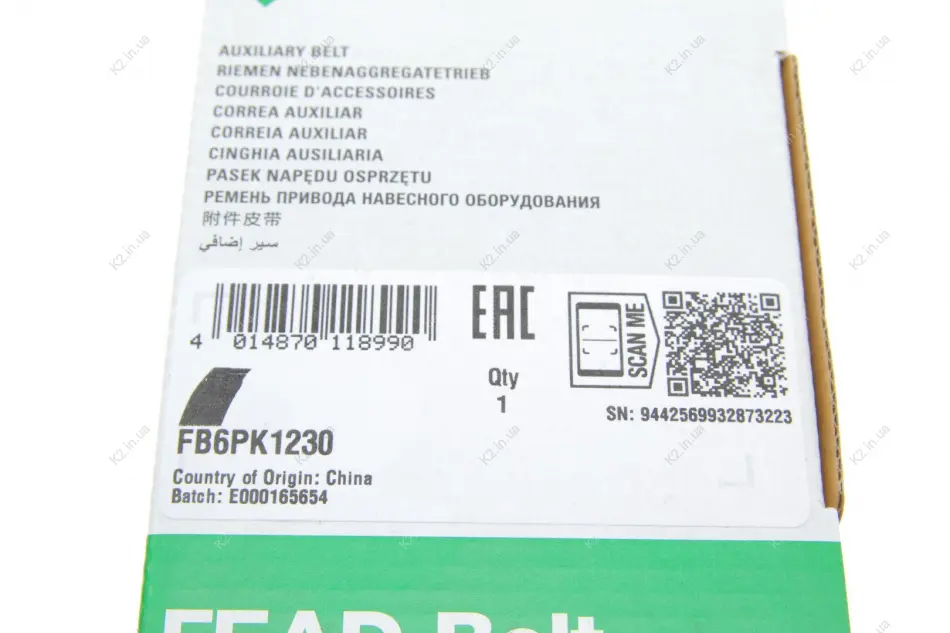 AUXILIARY BELT
RIEMEN NEBENAGGREGATETRIEB
COURROIE D'ACCESSOIRES
CORREA AUXILIAR
CORREIA AUXILIAR
CINGHIA AUSILIARIA
PASEK NAPĘDU OSPRZĘTU
РЕМЕНЬ ПРИВОДА НАВЕСНОГО ОБОРУДОВАНИЯ
附件皮带
سير إضافي
4 014870 118990
EAC
SCAN ME
Qty
1
SN: 9442569932873223
FB6PK1230
Country of Origin: China
Batch: E000165654
FEAD Belt
K2.in.ua